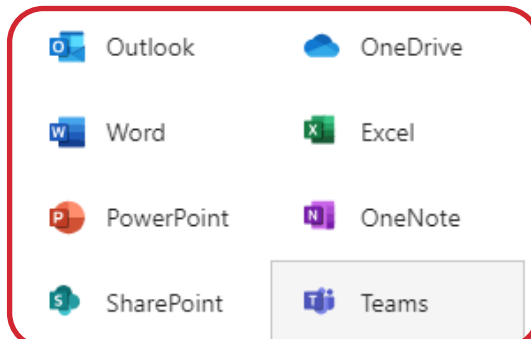 Outlook OneDrive
Word Excel
PowerPoint OneNote
SharePoint Teams